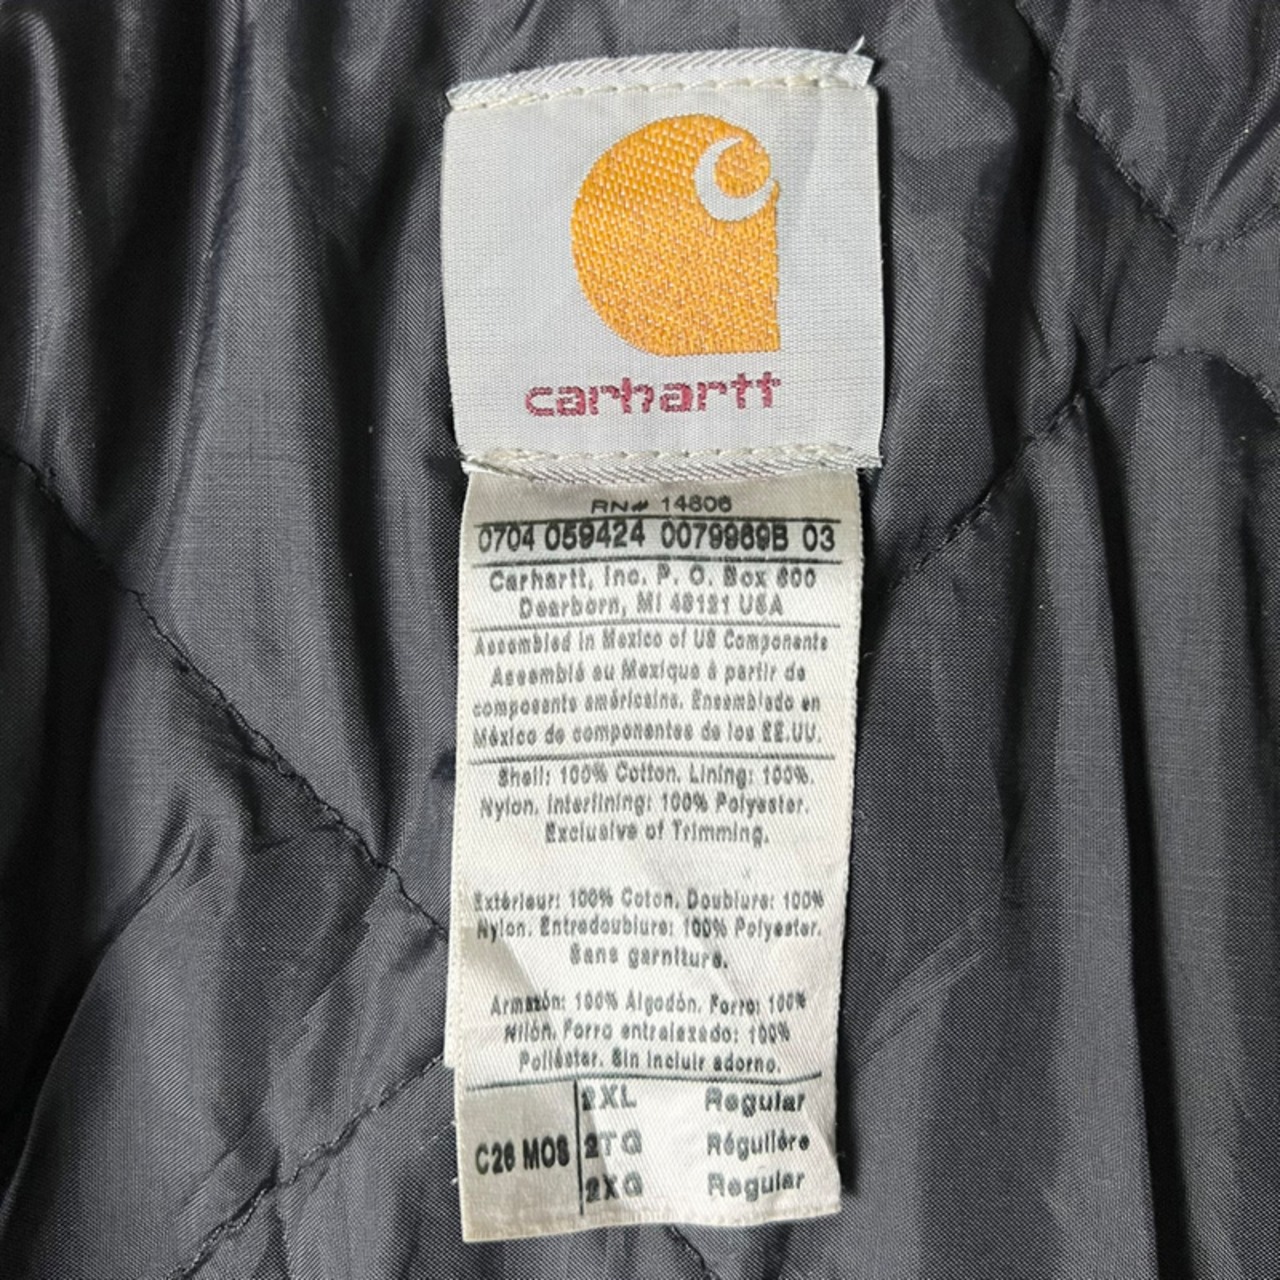 carhartt
RN# 14806
0704 059424 0079969B 03
Carhartt, Inc. P. O. Box 600
Dearborn, MI 48121 USA
Assembled in Mexico of US Components
Assemblé au Mexique à partir de
composants américains. Ensamblado en
México de componentes de los EE.UU.
Shell: 100% Cotton. Lining: 100%.
Nylon. Interlining: 100% Polyester.
Exclusive of Trimming.
Extérieur: 100% Coton. Doublure: 100%
Nylon. Entredoublure: 100% Polyester.
Sans garniture.
Armazón: 100% Algodón. Forro: 100%
Nilón. Forro entrelazado: 100%
Poliéster. Sin incluir adorno.
C26 MOS
2XL Regular
2TG Régulière
2XG Regular